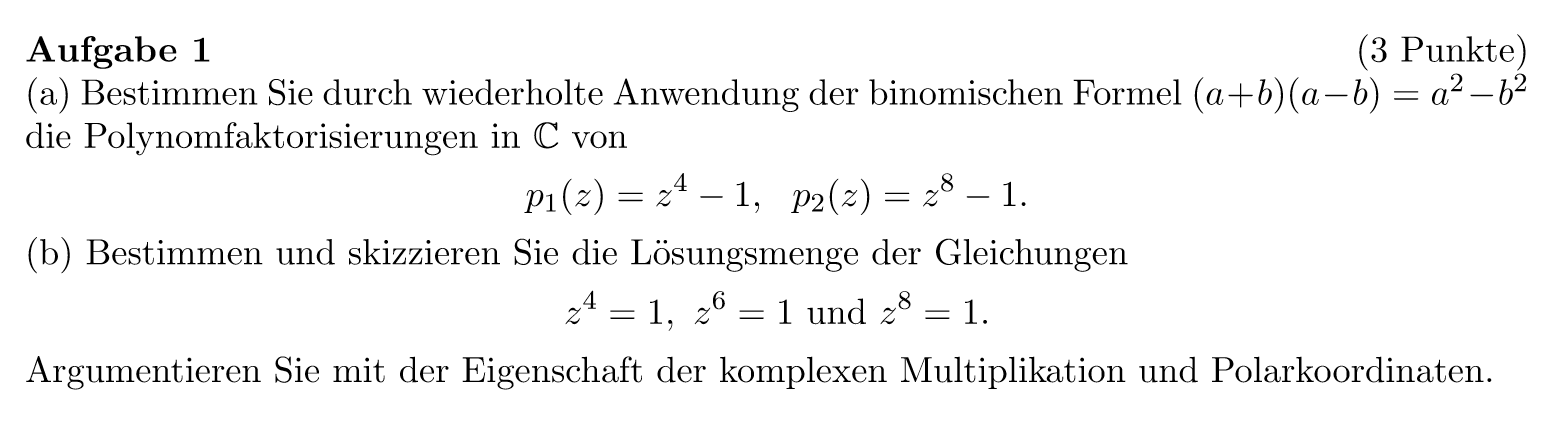 Aufgabe 1 (3 Punkte)
(a) Bestimmen Sie durch wiederholte Anwendung der binomischen Formel (a+b)(a−b) = a²−b²
die Polynomfaktorisierungen in ℂ von
p₁(z) = z⁴ − 1, p₂(z) = z⁸ − 1.
(b) Bestimmen und skizzieren Sie die Lösungsmenge der Gleichungen
z⁴ = 1, z⁶ = 1 und z⁸ = 1.
Argumentieren Sie mit der Eigenschaft der komplexen Multiplikation und Polarkoordinaten.